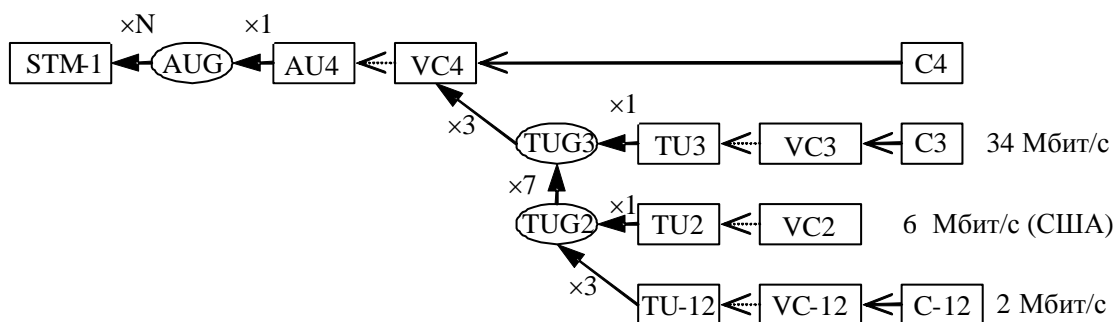 ×N ×1
STM-1 AUG AU4 VC4 C4
×3 ×1
TUG3 TU3 VC3 C3 34 Мбит/с
×7 ×1
TUG2 TU2 VC2 6 Мбит/с (США)
×3
TU-12 VC-12 C-12 2 Мбит/с